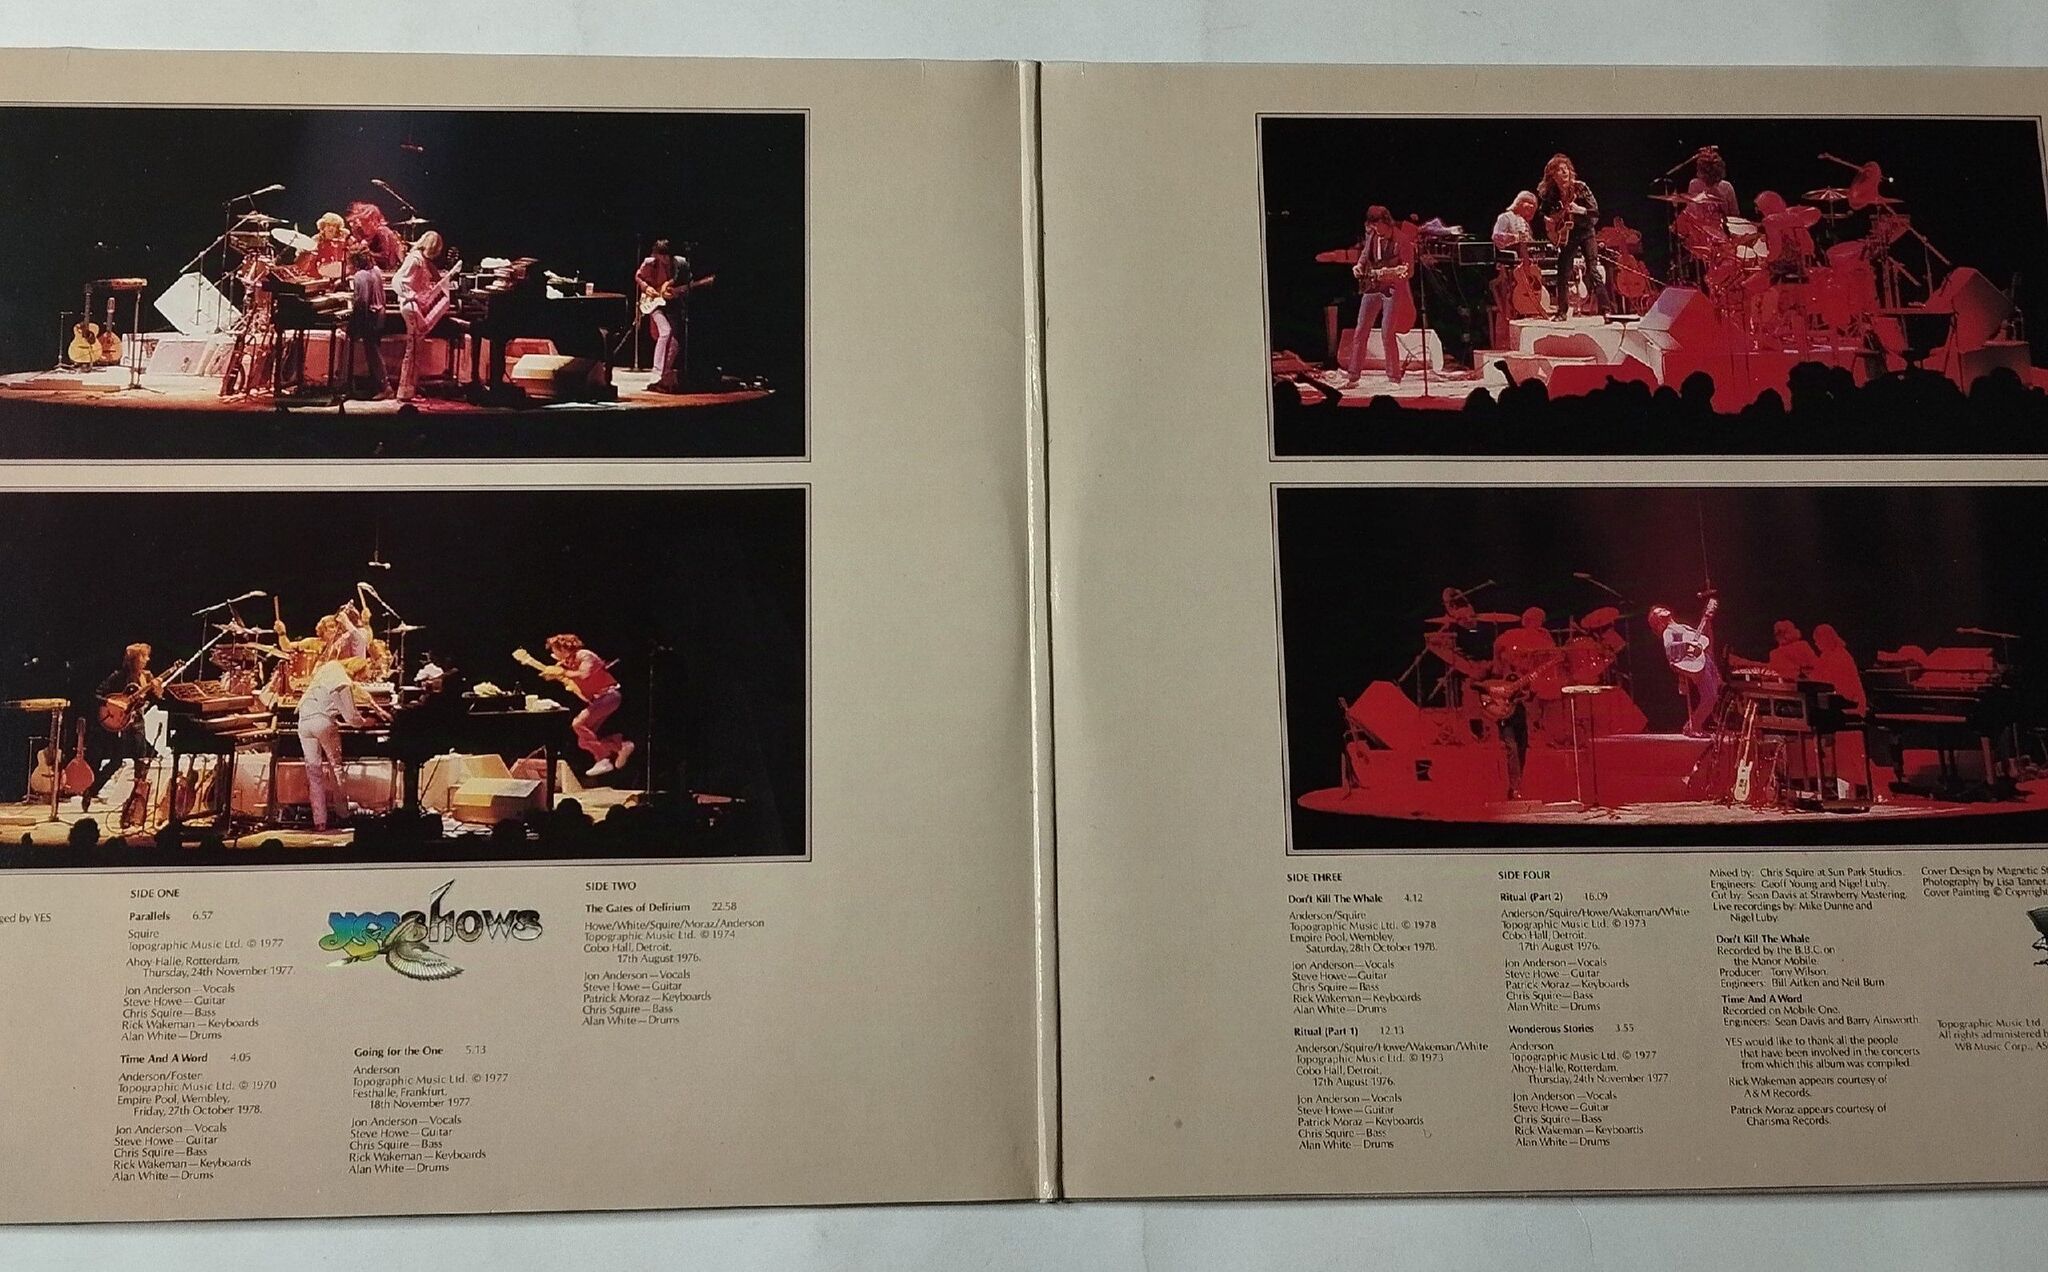 ged by YES
SIDE ONE
Parallels 6.57
Squire
Topographic Music Ltd. © 1977
Ahoy-Halle, Rotterdam,
Thursday, 24th November 1977.
Jon Anderson—Vocals
Steve Howe—Guitar
Chris Squire—Bass
Rick Wakeman—Keyboards
Alan White—Drums
Time And A Word 4.05
Anderson/Foster
Topographic Music Ltd. © 1970
Empire Pool, Wembley,
Friday, 27th October 1978.
Jon Anderson—Vocals
Steve Howe—Guitar
Chris Squire—Bass
Rick Wakeman—Keyboards
Alan White—Drums
yesshows
Going for the One 5.13
Anderson
Topographic Music Ltd. © 1977
Festhalle, Frankfurt,
18th November 1977
Jon Anderson—Vocals
Steve Howe—Guitar
Chris Squire—Bass
Rick Wakeman—Keyboards
Alan White—Drums
SIDE TWO
The Gates of Delirium 22.58
Howe/White/Squire/Moraz/Anderson
Topographic Music Ltd. © 1974
Cobo Hall, Detroit.
17th August 1976.
Jon Anderson—Vocals
Steve Howe—Guitar
Patrick Moraz—Keyboards
Chris Squire—Bass
Alan White—Drums
SIDE THREE
Don't Kill The Whale 4.12
Anderson/Squire
Topographic Music Ltd. © 1978
Empire Pool, Wembley,
Saturday, 28th October 1978.
Jon Anderson—Vocals
Steve Howe—Guitar
Chris Squire—Bass
Rick Wakeman—Keyboards
Alan White—Drums
Ritual (Part 1) 12.13
Anderson/Squire/Howe/Wakeman/White
Topographic Music Ltd. © 1973
Cobo Hall, Detroit,
17th August 1976.
Jon Anderson—Vocals
Steve Howe—Guitar
Patrick Moraz—Keyboards
Chris Squire—Bass
Alan White—Drums
SIDE FOUR
Ritual (Part 2) 16.09
Anderson/Squire/Howe/Wakeman/White
Topographic Music Ltd. © 1973
Cobo Hall, Detroit,
17th August 1976.
Jon Anderson—Vocals
Steve Howe—Guitar
Patrick Moraz—Keyboards
Chris Squire—Bass
Alan White—Drums
Wonderous Stories 3.55
Anderson
Topographic Music Ltd. © 1977
Ahoy-Halle, Rotterdam,
Thursday, 24th November 1977
Jon Anderson—Vocals
Steve Howe—Guitar
Chris Squire—Bass
Rick Wakeman—Keyboards
Alan White—Drums
Mixed by: Chris Squire at Sun Park Studios.
Engineers: Geoff Young and Nigel Luby.
Cut by: Sean Davis at Strawberry Mastering.
Live recordings by: Mike Dunne and
Nigel Luby.
Don't Kill The Whale
Recorded by the B.B.C. on
the Manor Mobile.
Producer: Tony Wilson.
Engineers: Bill Aitken and Neil Burn
Time And A Word
Recorded on Mobile One.
Engineers: Sean Davis and Barry Ainsworth
YES would like to thank all the people
that have been involved in the concerts
from which this album was compiled.
Rick Wakeman appears courtesy of
A & M Records.
Patrick Moraz appears courtesy of
Charisma Records.
Cover Design by Magnetic St
Photography by Lisa Tanner.
Cover Painting © Copyright
Topographic Music Ltd.
All rights administered b
WB Music Corp., AS